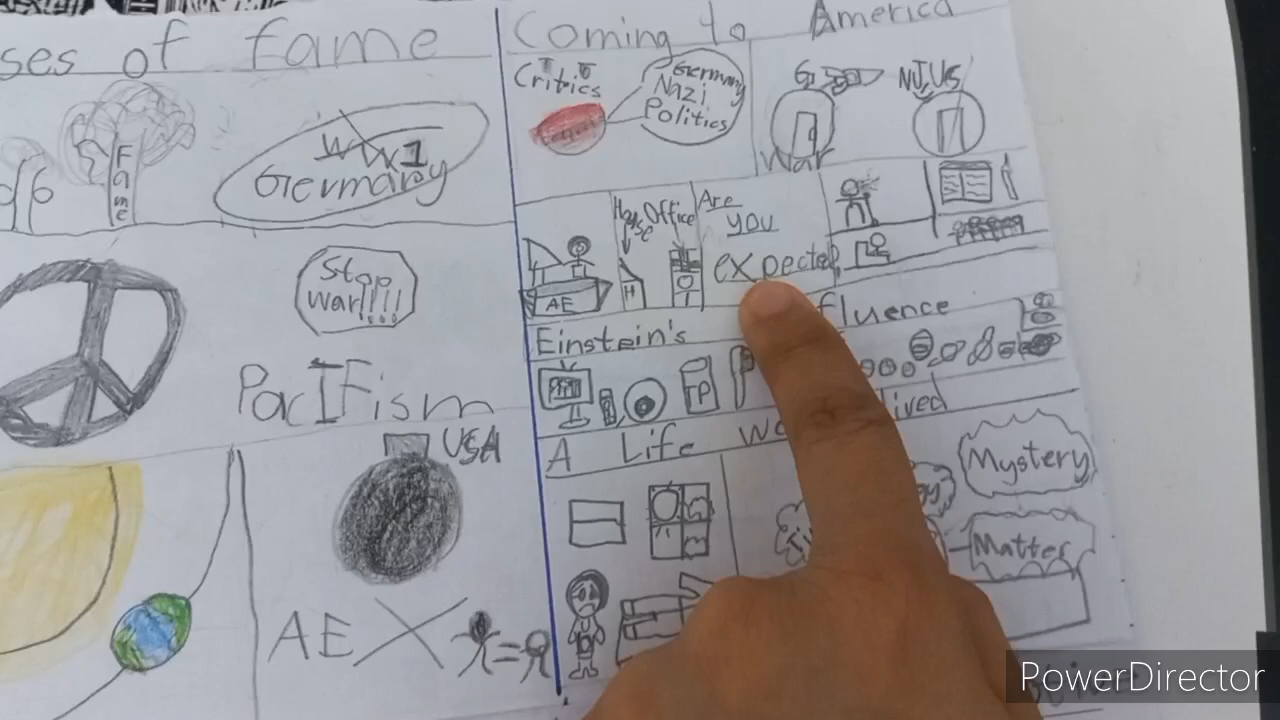 ses of fame
Fame
WW1
Germany
Stop
war!!!!
PacIFism
USA
AE
Coming to America
Critics
Germany
Nazi
Politics
G
NJ,US
War
House
Office
AE
H
Are
you
expected
Einstein's
fluence
TP
A Life
lived
Mystery
Matter
PowerDirector